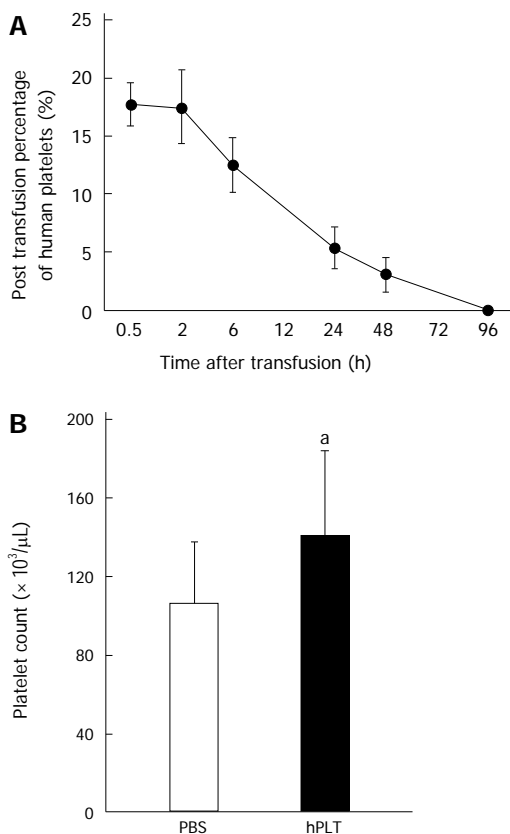 A
25
20
15
10
5
0
Post transfusion percentage
of human platelets (%)
0.5 2 6 12 24 48 72 96
Time after transfusion (h)
B
200
160
120
80
40
0
Platelet count (× 10³/μL)
a
PBS hPLT